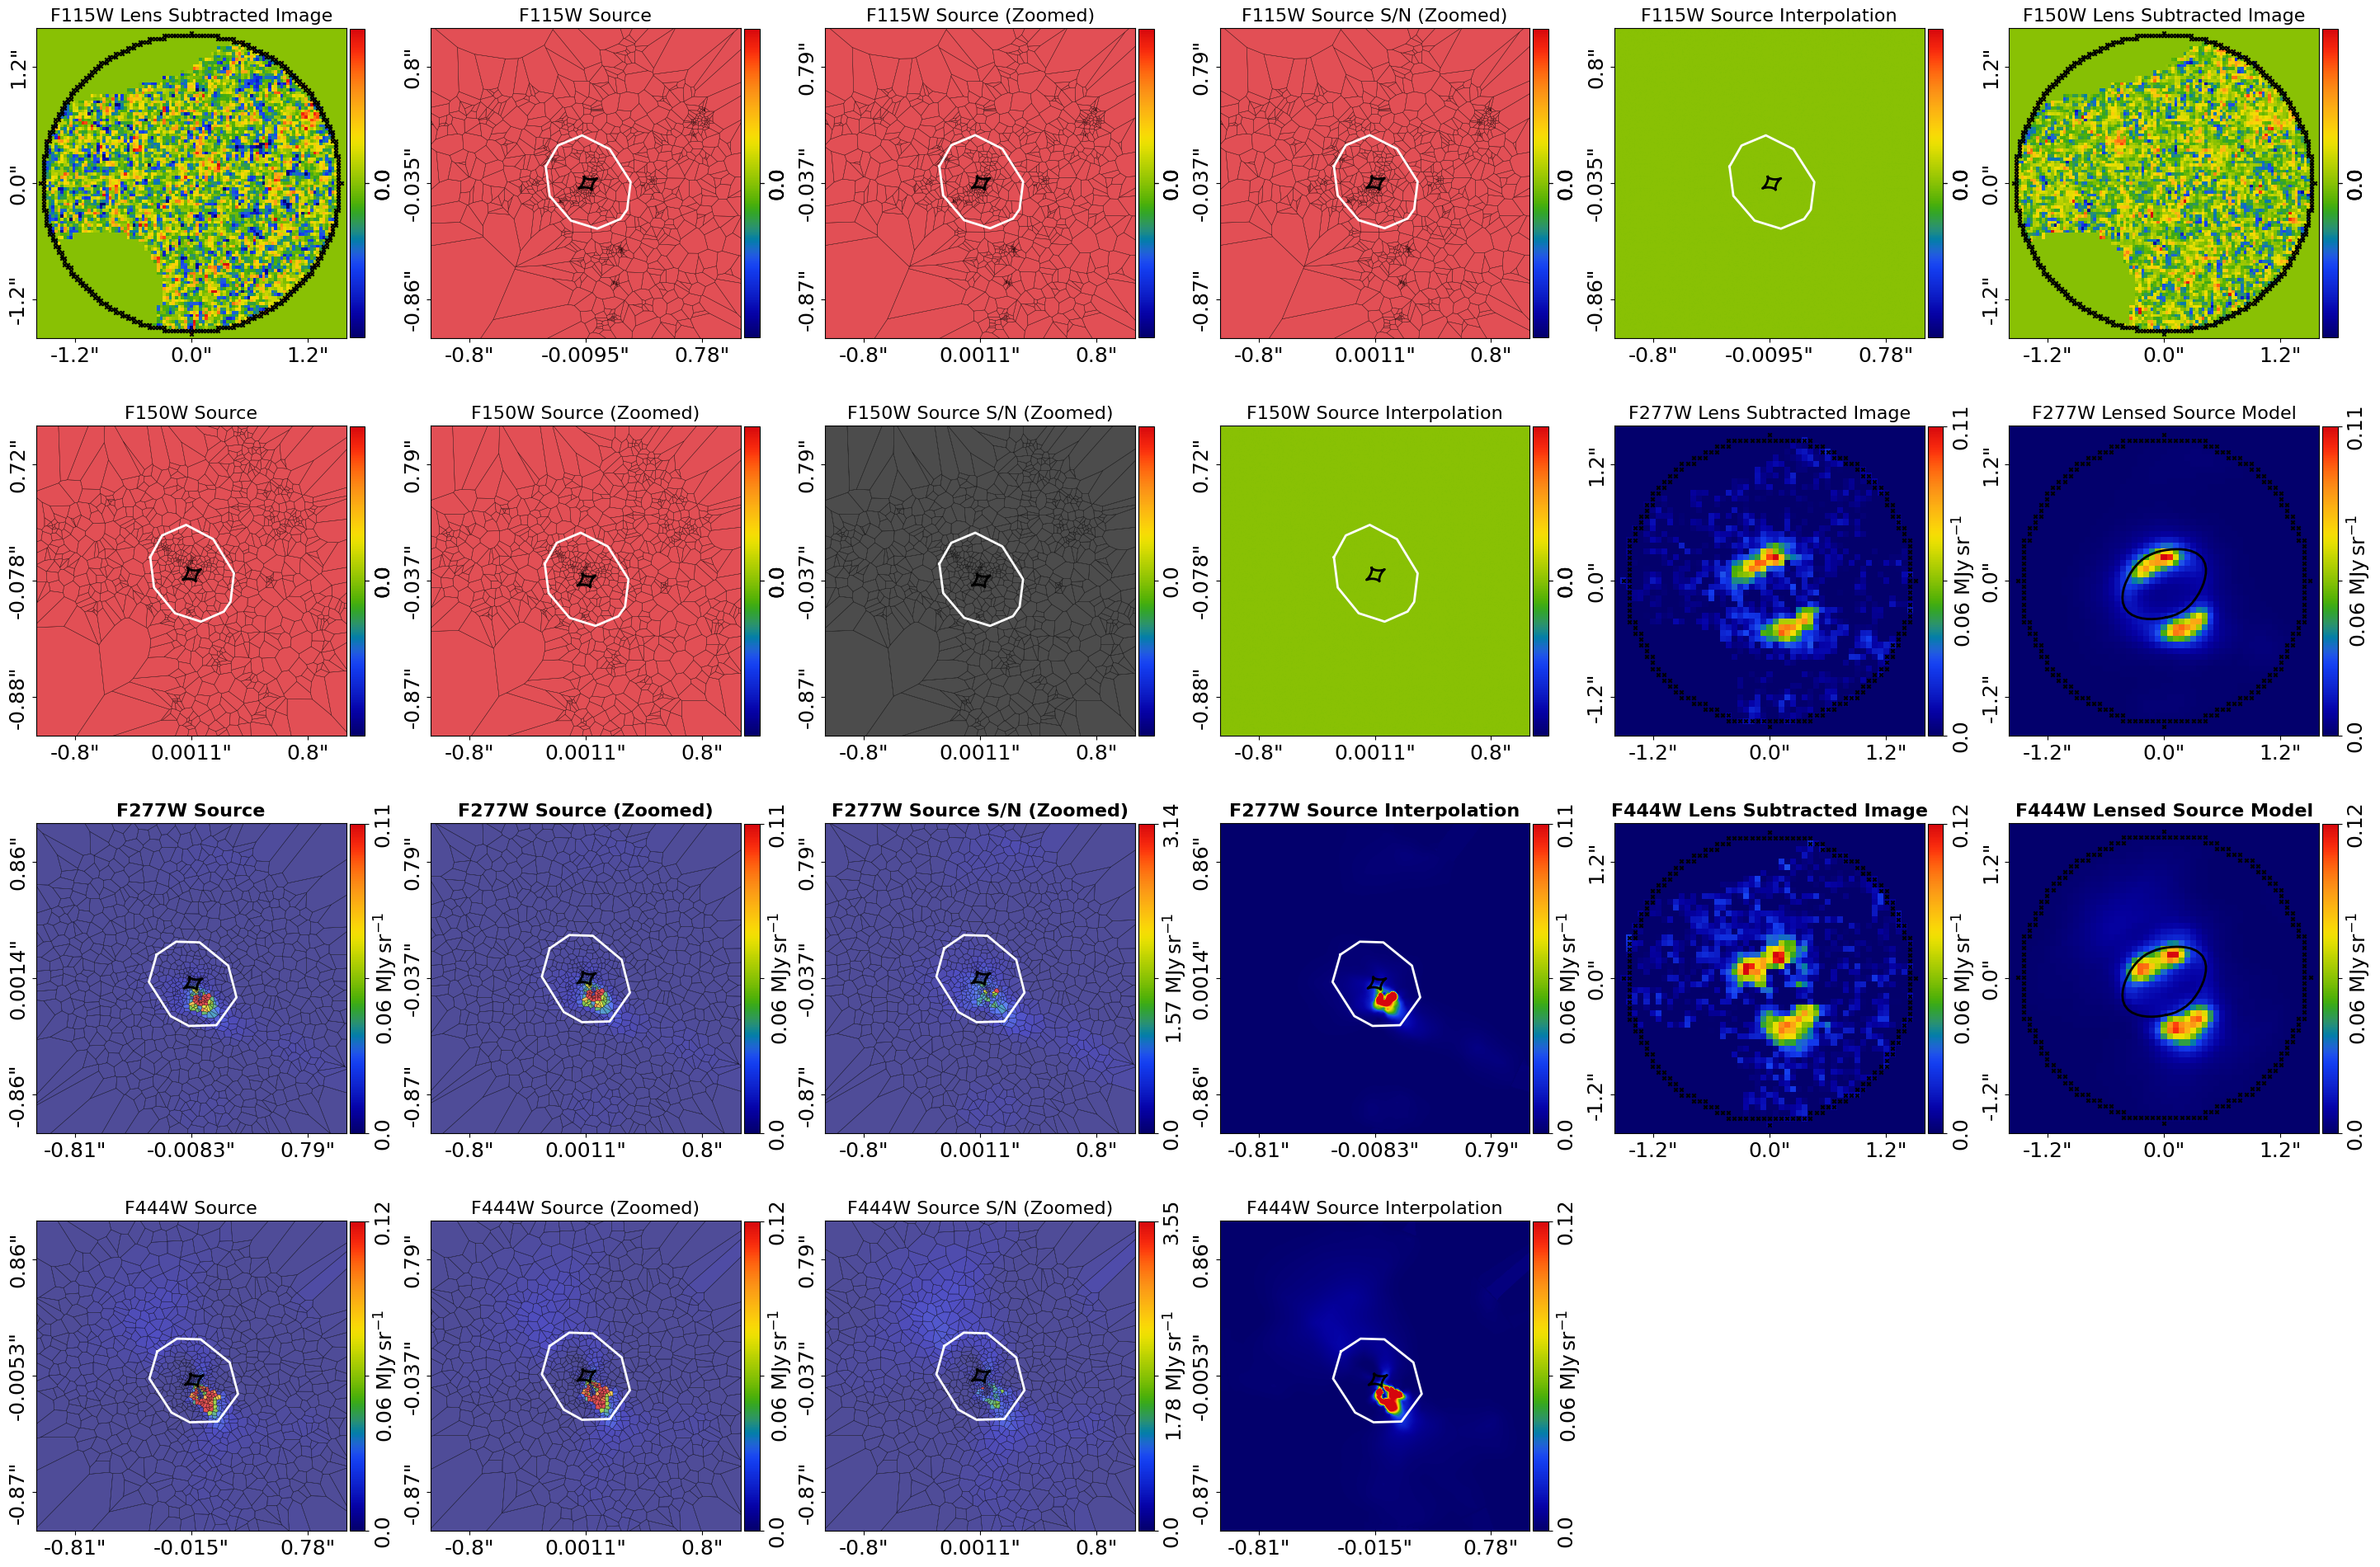 F115W Lens Subtracted Image
F115W Source
F115W Source (Zoomed)
F115W Source S/N (Zoomed)
F115W Source Interpolation
F150W Lens Subtracted Image
1.2" 0.0" -1.2"
-1.2" 0.0" 1.2"
0.0
0.8" -0.035" -0.86"
-0.8" -0.0095" 0.78"
0.0
0.79" -0.037" -0.87"
-0.8" 0.0011" 0.8"
0.0
0.79" -0.037" -0.87"
-0.8" 0.0011" 0.8"
0.0
0.8" -0.035" -0.86"
-0.8" -0.0095" 0.78"
0.0
1.2" 0.0" -1.2"
-1.2" 0.0" 1.2"
0.0
F150W Source
F150W Source (Zoomed)
F150W Source S/N (Zoomed)
F150W Source Interpolation
F277W Lens Subtracted Image
F277W Lensed Source Model
0.72" -0.078" -0.88"
-0.8" 0.0011" 0.8"
0.0
0.79" -0.037" -0.87"
-0.8" 0.0011" 0.8"
0.0
0.79" -0.037" -0.87"
-0.8" 0.0011" 0.8"
0.0
0.72" -0.078" -0.88"
-0.8" 0.0011" 0.8"
0.0
1.2" 0.0" -1.2"
-1.2" 0.0" 1.2"
0.0 0.06 MJy sr⁻¹ 0.11
1.2" 0.0" -1.2"
-1.2" 0.0" 1.2"
0.0 0.06 MJy sr⁻¹ 0.11
F277W Source
F277W Source (Zoomed)
F277W Source S/N (Zoomed)
F277W Source Interpolation
F444W Lens Subtracted Image
F444W Lensed Source Model
0.86" 0.0014" -0.86"
-0.81" -0.0083" 0.79"
0.0 0.06 MJy sr⁻¹ 0.11
0.79" -0.037" -0.87"
-0.8" 0.0011" 0.8"
0.0 0.06 MJy sr⁻¹ 0.11
0.79" -0.037" -0.87"
-0.8" 0.0011" 0.8"
0.0 1.57 MJy sr⁻¹ 3.14
0.86" 0.0014" -0.86"
-0.81" -0.0083" 0.79"
0.0 0.06 MJy sr⁻¹ 0.11
1.2" 0.0" -1.2"
-1.2" 0.0" 1.2"
0.0 0.06 MJy sr⁻¹ 0.12
1.2" 0.0" -1.2"
-1.2" 0.0" 1.2"
0.0 0.06 MJy sr⁻¹ 0.12
F444W Source
F444W Source (Zoomed)
F444W Source S/N (Zoomed)
F444W Source Interpolation
0.86" -0.0053" -0.87"
-0.81" -0.015" 0.78"
0.0 0.06 MJy sr⁻¹ 0.12
0.79" -0.037" -0.87"
-0.8" 0.0011" 0.8"
0.0 0.06 MJy sr⁻¹ 0.12
0.79" -0.037" -0.87"
-0.8" 0.0011" 0.8"
0.0 1.78 MJy sr⁻¹ 3.55
0.86" -0.0053" -0.87"
-0.81" -0.015" 0.78"
0.0 0.06 MJy sr⁻¹ 0.12